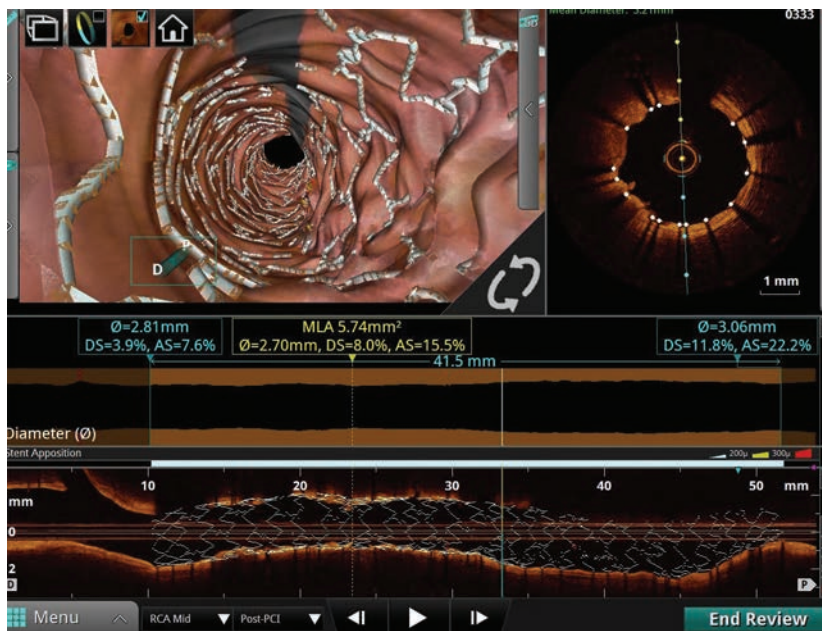 Mean Diameter: 3.21mm
0333
P
D
1 mm
Ø=2.81mm
DS=3.9%, AS=7.6%
MLA 5.74mm²
Ø=2.70mm, DS=8.0%, AS=15.5%
Ø=3.06mm
DS=11.8%, AS=22.2%
41.5 mm
Diameter (Ø)
Stent Apposition
200µ
300µ
10 20 30 40 50 mm
mm
0
2
D
P
Menu
RCA Mid
Post-PCI
End Review